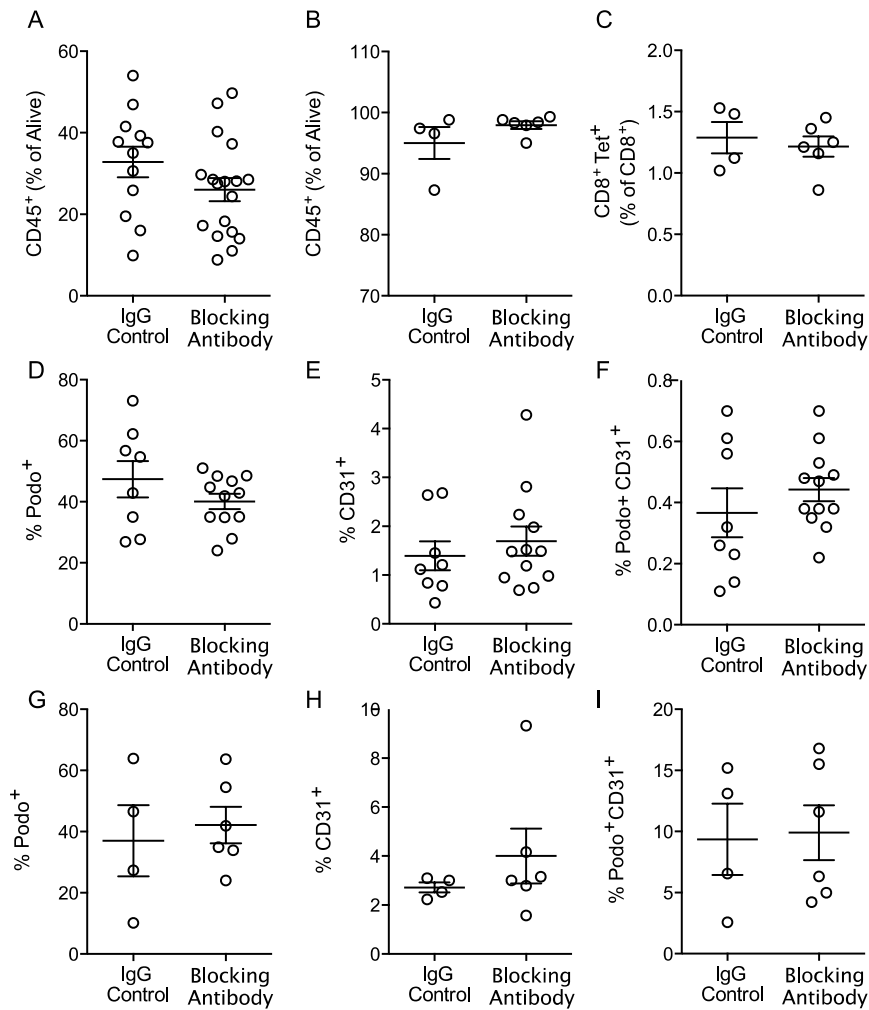 A
CD45+ (% of Alive)
60
40
20
0
IgG Control
Blocking Antibody
B
CD45+ (% of Alive)
110
100
90
80
70
IgG Control
Blocking Antibody
C
CD8+ Tet+
(% of CD8+)
2.0
1.5
1.0
0.5
0.0
IgG Control
Blocking Antibody
D
% Podo+
80
60
40
20
0
IgG Control
Blocking Antibody
E
% CD31+
5
4
3
2
1
0
IgG Control
Blocking Antibody
F
% Podo+ CD31+
0.8
0.6
0.4
0.2
0.0
IgG Control
Blocking Antibody
G
% Podo+
80
60
40
20
0
IgG Control
Blocking Antibody
H
% CD31+
10
8
6
4
2
0
IgG Control
Blocking Antibody
I
% Podo+ CD31+
20
15
10
5
0
IgG Control
Blocking Antibody